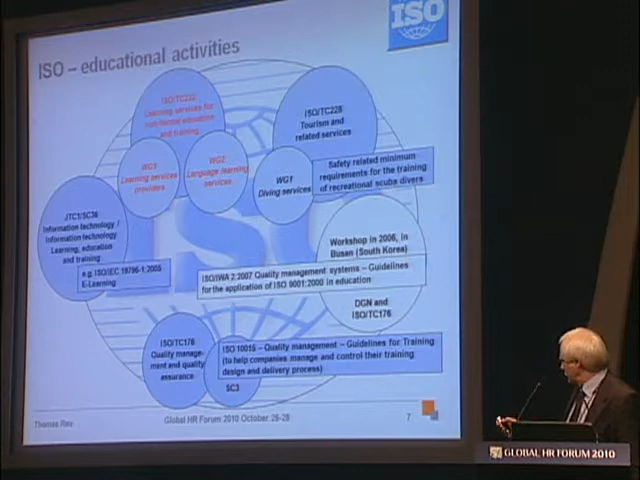 ISO
ISO – educational activities
ISO/TC232
Learning services for
non-formal education
and training
WG1
Learning services
providers
WG2
Language learning
services
ISO/TC228
Tourism and
related services
WG1
Diving services
Safety related minimum
requirements for the training
of recreational scuba divers
JTC1/SC36
Information technology /
Information technology
Learning, education
and training
e.g. ISO/IEC 19796-1:2005
E-Learning
Workshop in 2006, in
Busan (South Korea)
ISO/IWA 2:2007 Quality management systems – Guidelines
for the application of ISO 9001:2000 in education
DGN and
ISO/TC176
ISO/TC176
Quality manage-
ment and quality
assurance
SC3
ISO 10015 – Quality management – Guidelines for Training
(to help companies manage and control their training
design and delivery process)
Thomas Rau
Global HR Forum 2010 October 26-28
7
GLOBAL HR FORUM 2010